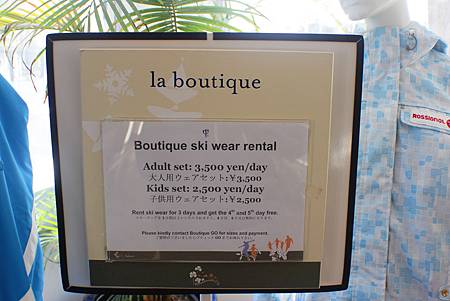 la boutique
Boutique ski wear rental
Adult set: 3,500 yen/day
大人用ウェアセット:￥3,500
Kids set: 2,500 yen/day
子供用ウェアセット:￥2,500
Rent ski wear for 3 days and get the 4th and 5th day free.
Please kindly contact Boutique GO for sizes and payment.
ROSSIGNOL